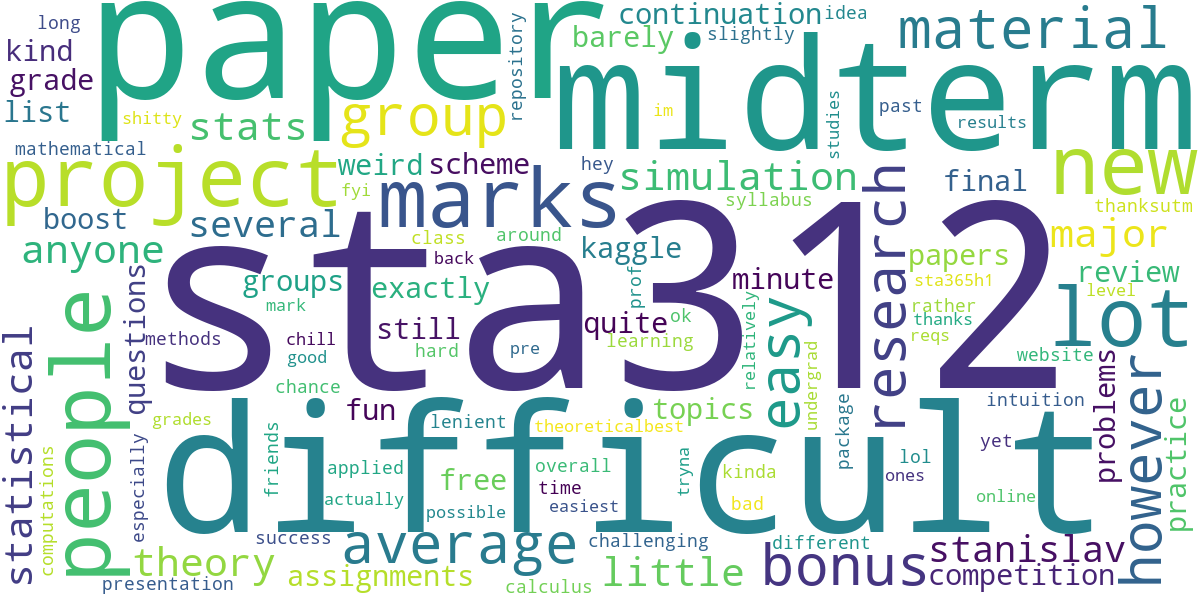 long
paper
continuation
idea
material
kind
barely
slightly
midterm
grade
repository
list
shitty
stats
group
im
studies
past
results
mathematical
project
weird
scheme
hey
simulation
new
fyi
marks
research
final
syllabus
thanksutm
boost
several
sta312
major
anyone
class
around
kaggle
papers
back
prof
minute
review
groups
exactly
sta365h1
level
people
questions
mark
relatively
easy
rather
lot
methods
chill
still
quite
ok
thanks
statistical
good
hard
pre
learning
reqs
website
chance
undergrad
however
problems
intuition
practice
fun
lenient
topics
grades
difficult
theoreticalbest
package
yet
especially
friends
applied
overall
tryna
kinda
lol
computations
actually
free
time
ones
possible
easiest
bad
online
success
average
challenging
different
stanislav
theory
assignments
little
bonus
competition
presentation
calculus